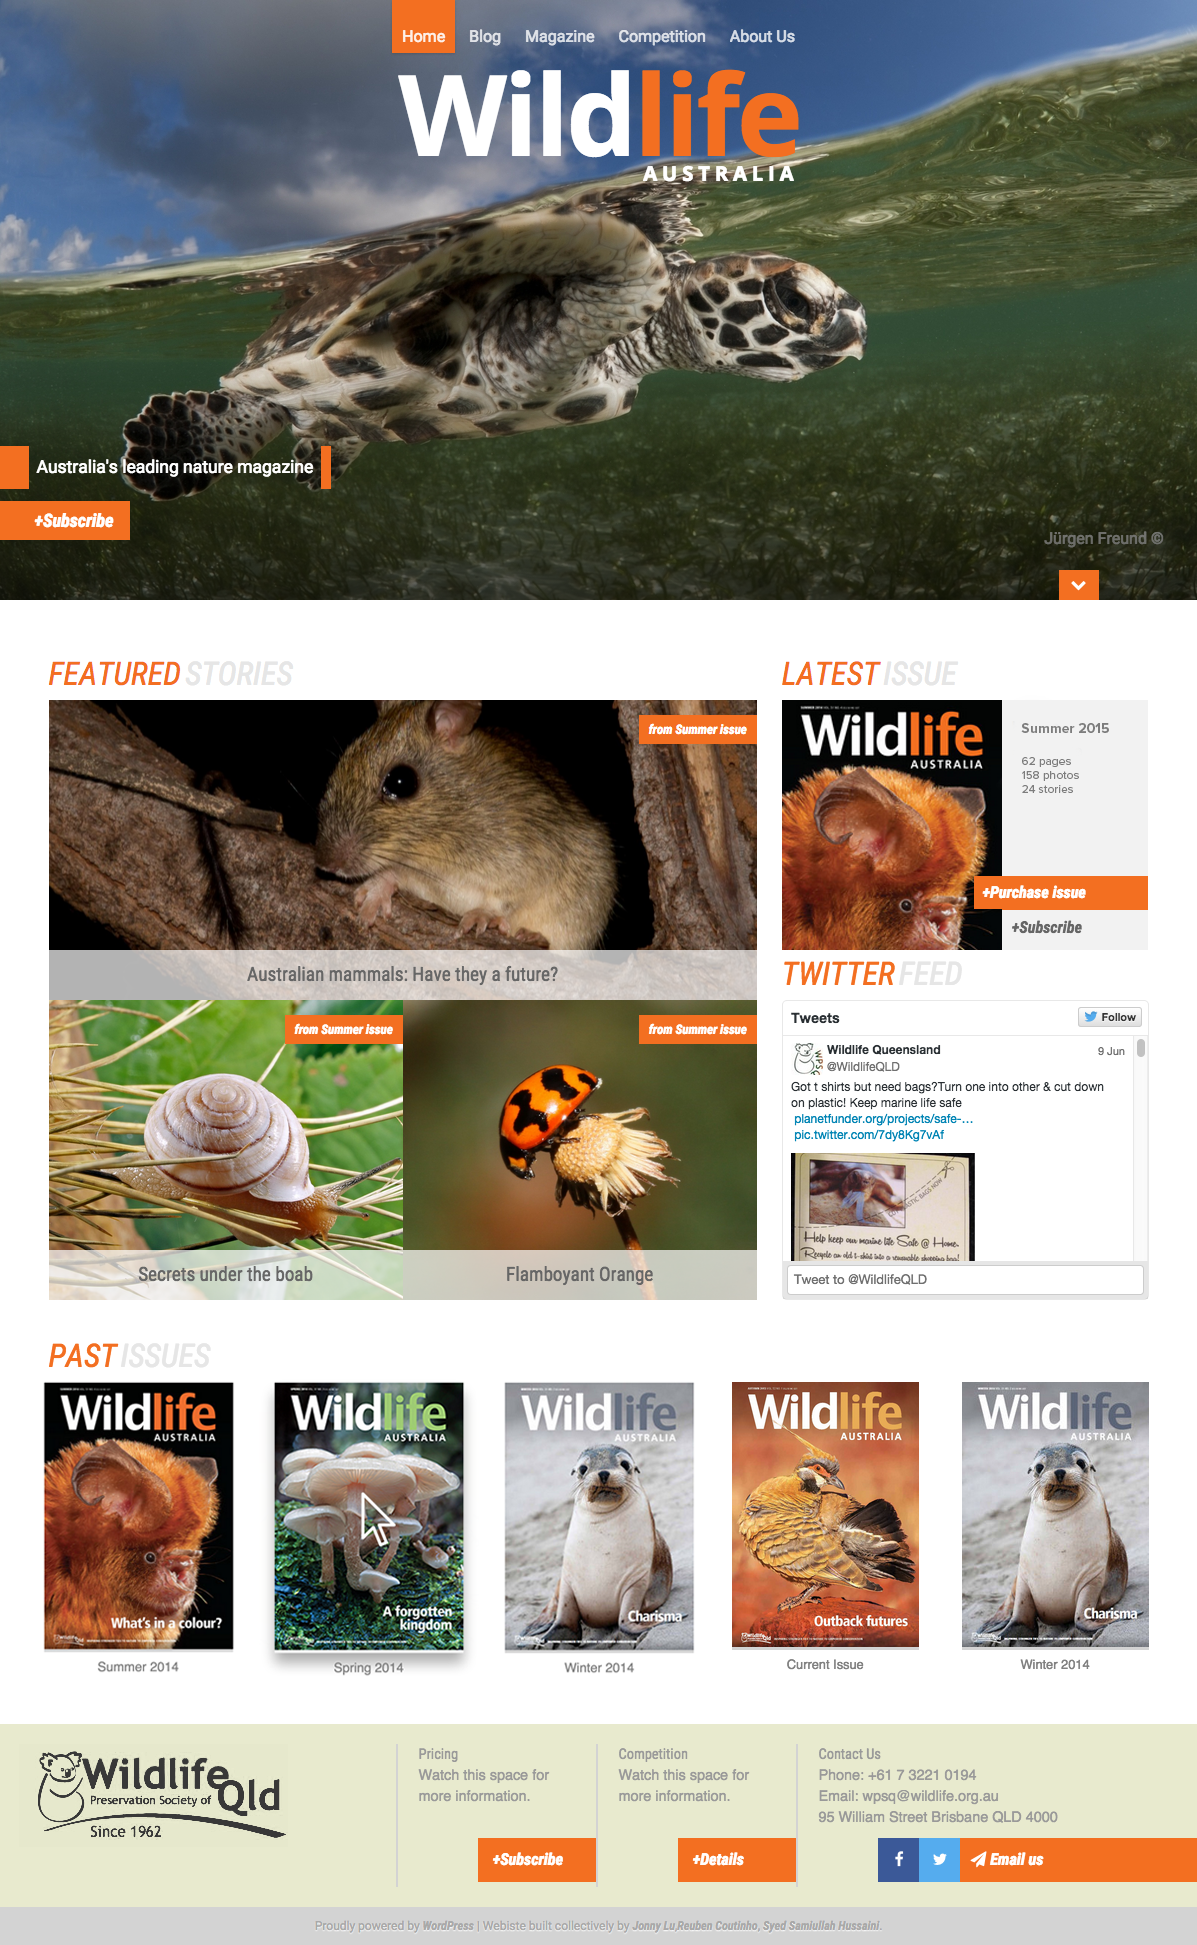 Home Blog Magazine Competition About Us
Wildlife
AUSTRALIA
Australia's leading nature magazine
+Subscribe
Jürgen Freund ©
FEATURED STORIES
from Summer issue
Australian mammals: Have they a future?
from Summer issue
Secrets under the boab
from Summer issue
Flamboyant Orange
LATEST ISSUE
Wildlife
AUSTRALIA
Summer 2015
62 pages
158 photos
24 stories
+Purchase issue
+Subscribe
TWITTER FEED
Tweets
Follow
Wildlife Queensland
9 Jun
@WildlifeQLD
Got t shirts but need bags?Turn one into other & cut down
on plastic! Keep marine life safe
planetfunder.org/projects/safe-...
pic.twitter.com/7dy8Kg7vAf
Help keep our marine life Safe @ Home.
Recycle an old t-shirt into a renewable shopping bag!
Tweet to @WildlifeQLD
PAST ISSUES
Wildlife
AUSTRALIA
What's in a colour?
Summer 2014
Wildlife
AUSTRALIA
A forgotten
kingdom
Spring 2014
Wildlife
AUSTRALIA
Charisma
Winter 2014
Wildlife
AUSTRALIA
Outback futures
Current Issue
Wildlife
AUSTRALIA
Charisma
Winter 2014
Wildlife Qld
Preservation Society of
Since 1962
Pricing
Watch this space for
more information.
+Subscribe
Competition
Watch this space for
more information.
+Details
Contact Us
Phone: +61 7 3221 0194
Email: wpsq@wildlife.org.au
95 William Street Brisbane QLD 4000
Email us
Proudly powered by WordPress | Webiste built collectively by Jonny Lu,Reuben Coutinho, Syed Samiullah Hussaini.